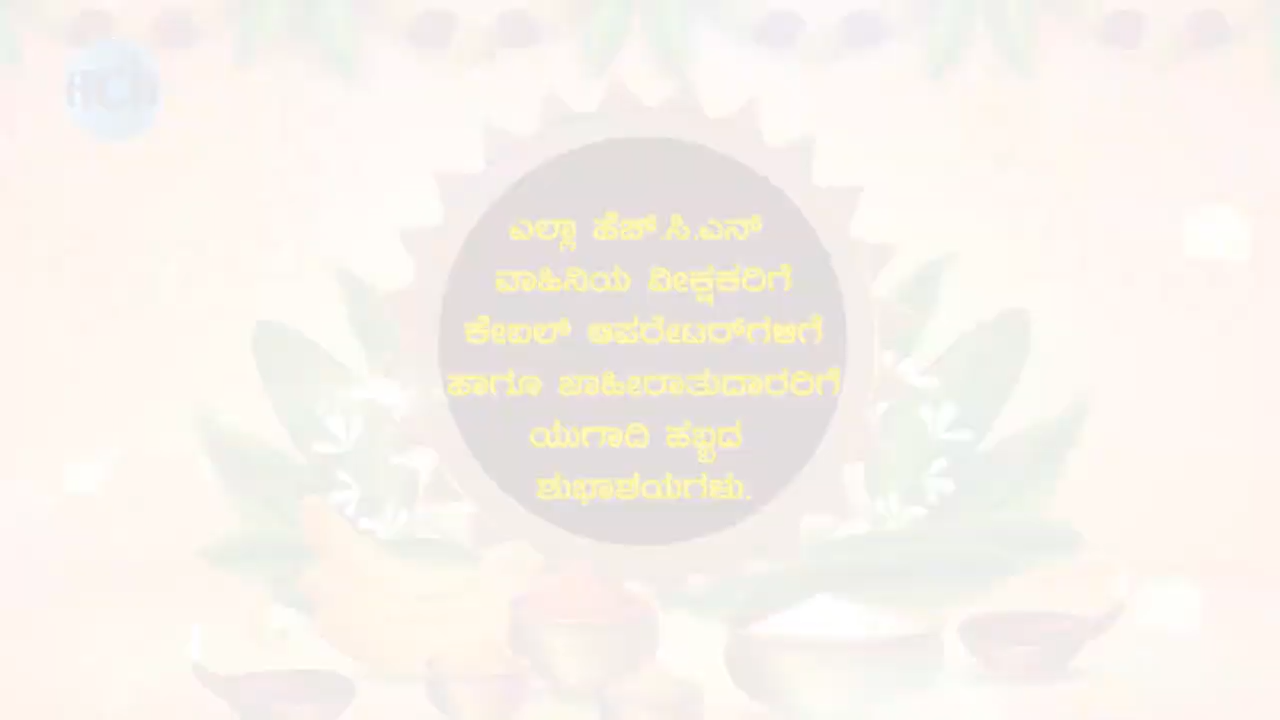 ಎಲ್ಲಾ ಹೆಚ್.ಸಿ.ಎನ್
ವಾಹಿನಿಯ ವೀಕ್ಷಕರಿಗೆ
ಕೇಬಲ್ ಆಪರೇಟರ್‌ಗಳಿಗೆ
ಹಾಗೂ ಜಾಹೀರಾತುದಾರರಿಗೆ
ಯುಗಾದಿ ಹಬ್ಬದ
ಶುಭಾಶಯಗಳು.